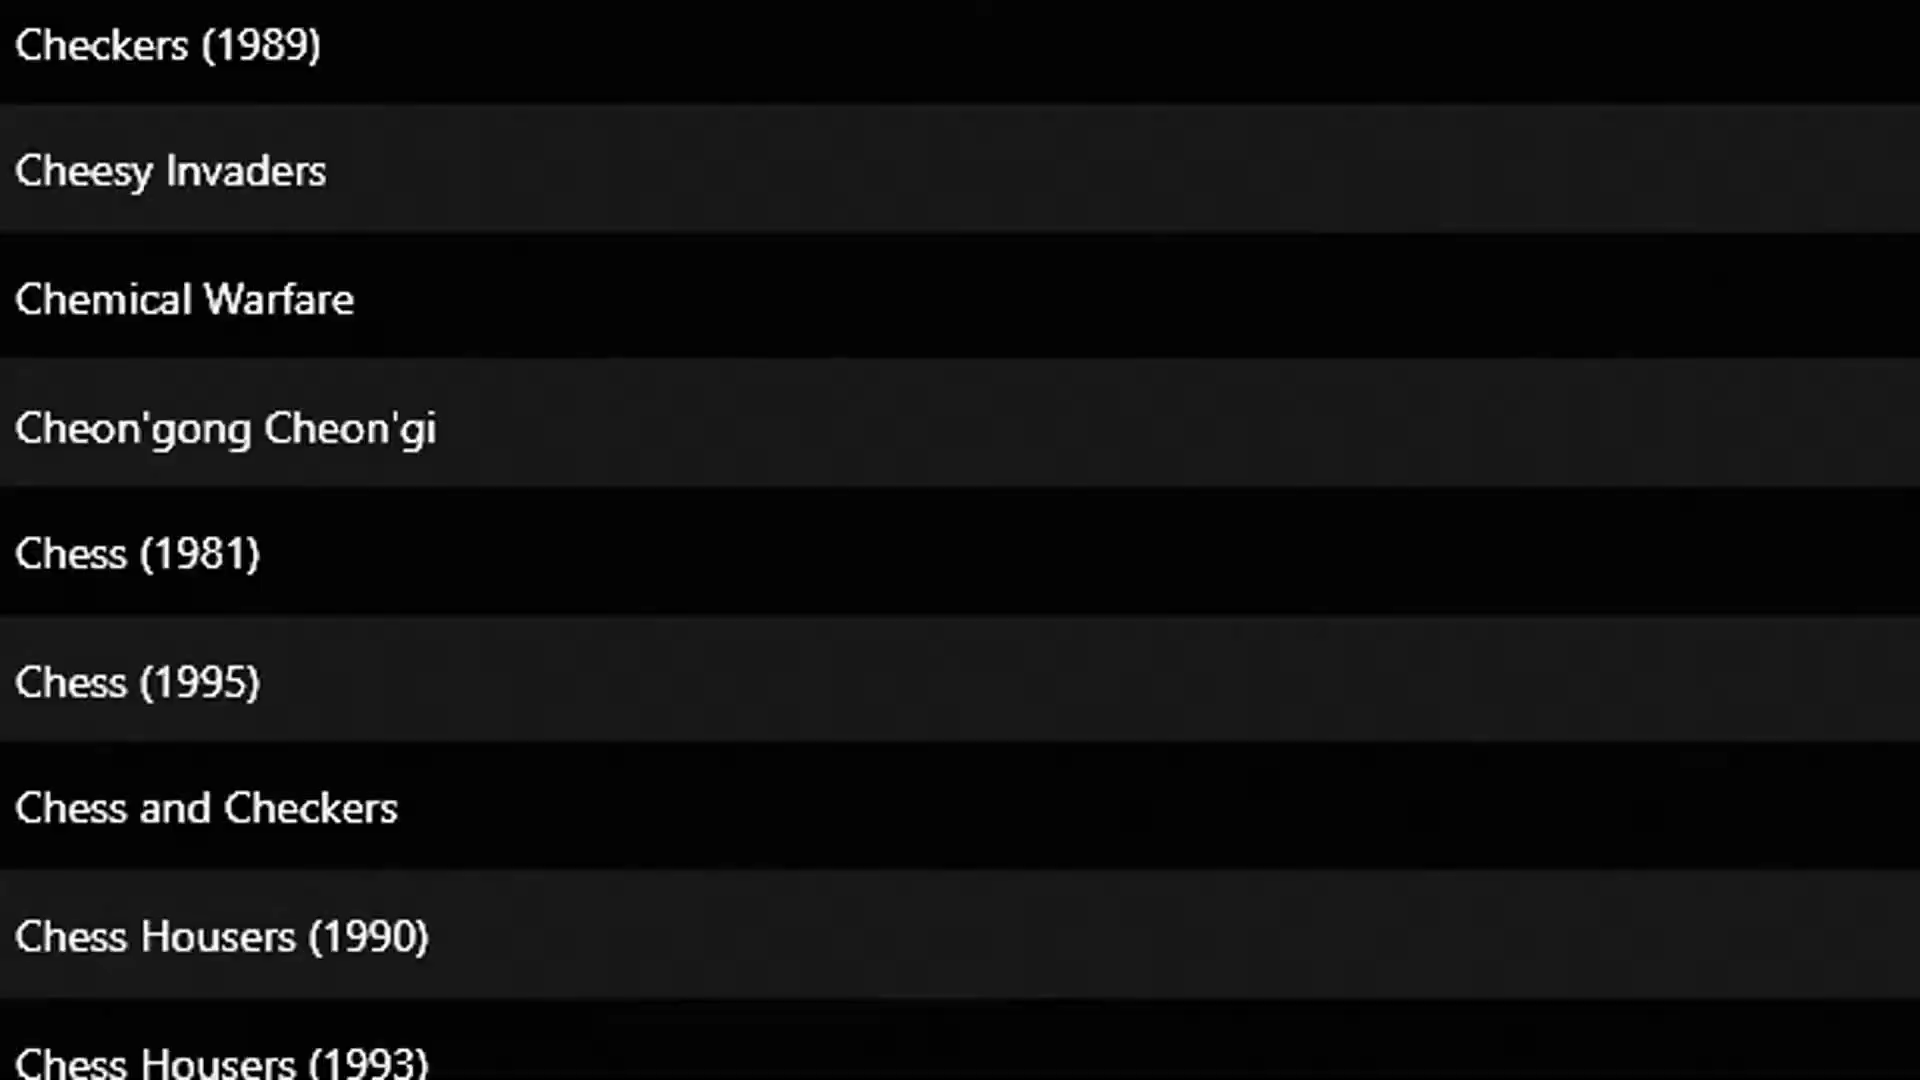 Checkers (1989)
Cheesy Invaders
Chemical Warfare
Cheon'gong Cheon'gi
Chess (1981)
Chess (1995)
Chess and Checkers
Chess Housers (1990)
Chess Housers (1993)